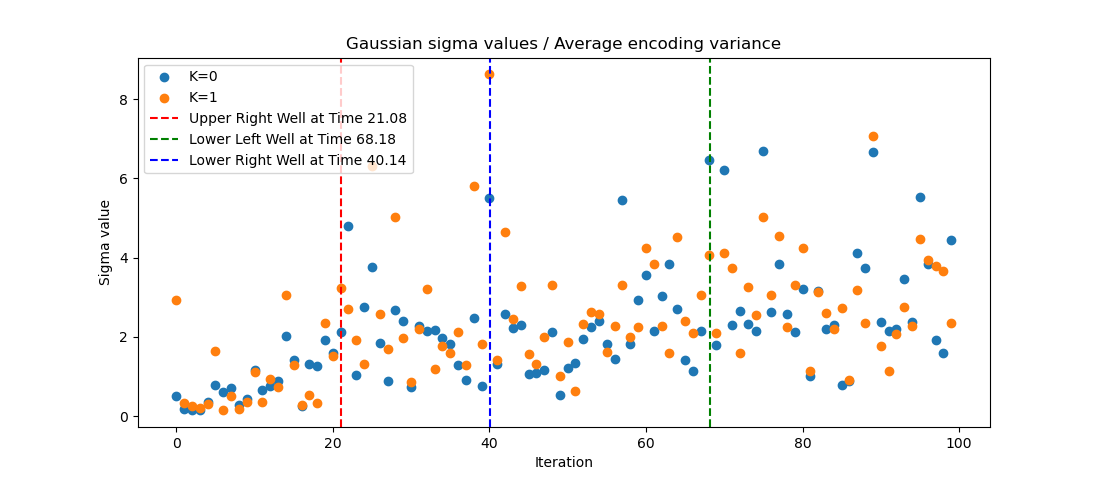 Gaussian sigma values / Average encoding variance
K=0
K=1
Upper Right Well at Time 21.08
Lower Left Well at Time 68.18
Lower Right Well at Time 40.14
Sigma value
8
6
4
2
0
0 20 40 60 80 100
Iteration